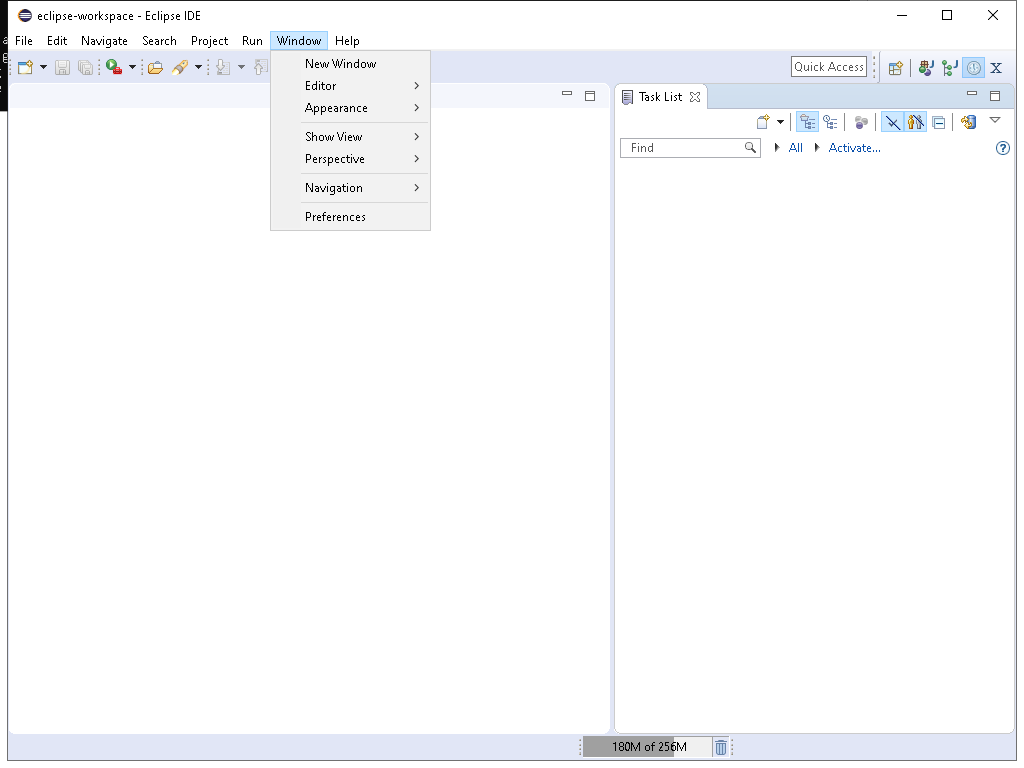 eclipse-workspace - Eclipse IDE
File Edit Navigate Search Project Run Window Help
Quick Access
New Window
Editor
Appearance
Show View
Perspective
Navigation
Preferences
Task List
Find All Activate...
180M of 256M